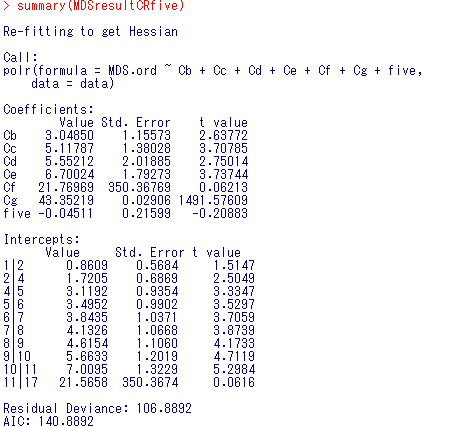 > summary(MDSresultCRfive)
Re-fitting to get Hessian
Call:
polr(formula = MDS.ord ~ Cb + Cc + Cd + Ce + Cf + Cg + five,
data = data)
Coefficients:
Value Std. Error t value
Cb 3.04850 1.15573 2.63772
Cc 5.11787 1.38028 3.70785
Cd 5.55212 2.01885 2.75014
Ce 6.70024 1.79273 3.73744
Cf 21.76969 350.36769 0.06213
Cg 43.35219 0.02906 1491.57609
five -0.04511 0.21599 -0.20883
Intercepts:
Value Std. Error t value
1|2 0.8609 0.5684 1.5147
2|4 1.7205 0.6869 2.5049
4|5 3.1192 0.9354 3.3347
5|6 3.4952 0.9902 3.5297
6|7 3.8435 1.0371 3.7059
7|8 4.1326 1.0668 3.8739
8|9 4.6154 1.1060 4.1733
9|10 5.6633 1.2019 4.7119
10|11 7.0095 1.3229 5.2984
11|17 21.5658 350.3674 0.0616
Residual Deviance: 106.8892
AIC: 140.8892